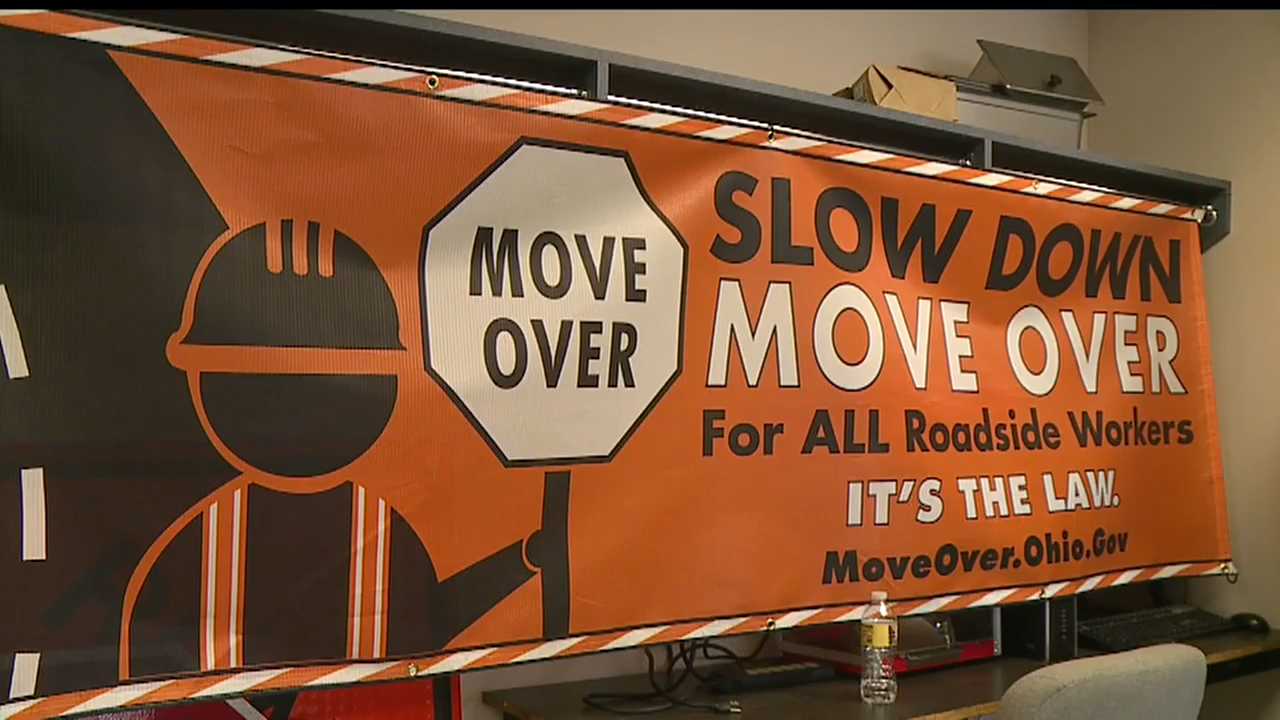 MOVE
OVER
SLOW DOWN
MOVE OVER
For ALL Roadside Workers
IT'S THE LAW.
MoveOver.Ohio.Gov